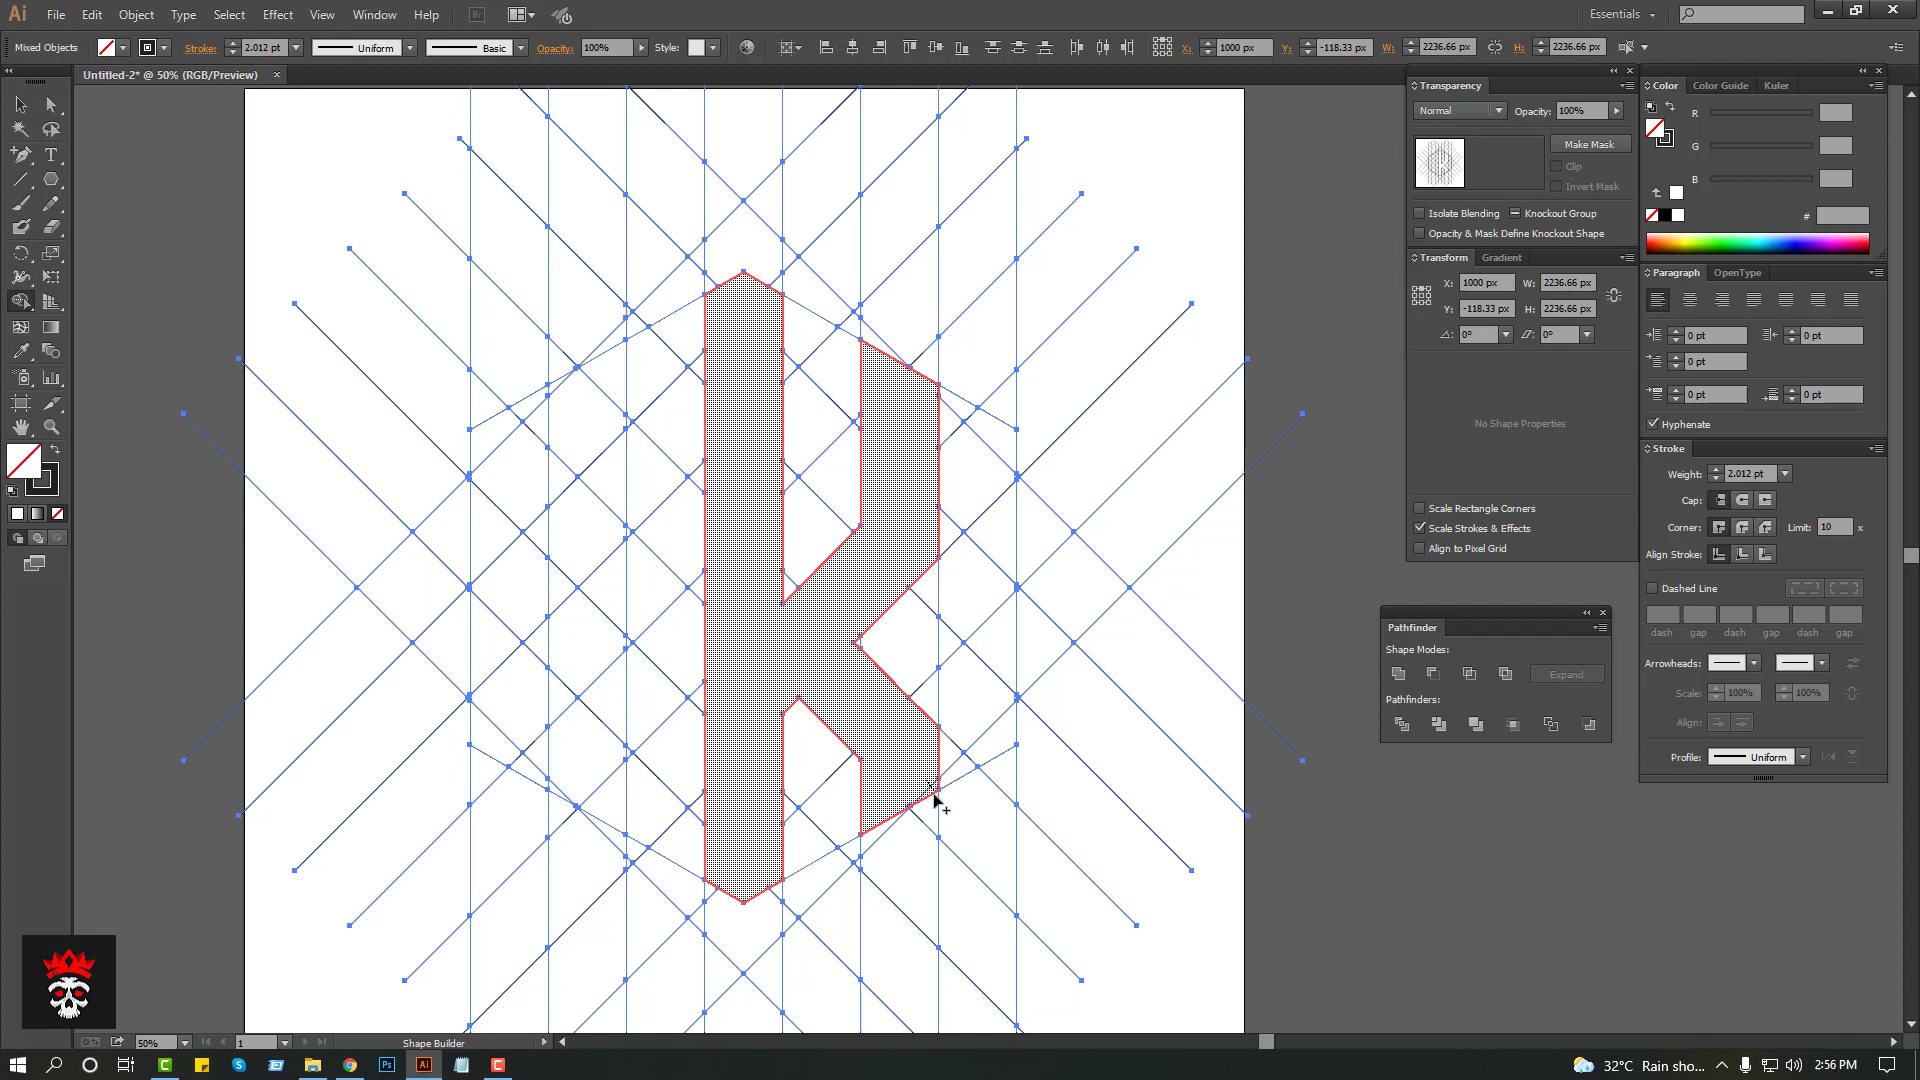 Ai File Edit Object Type Select Effect View Window Help Br Essentials
Mixed Objects Stroke: 2.012 pt Uniform Basic Opacity: 100% Style: X: 1000 px Y: -118.33 px W: 2236.66 px H: 2236.66 px
Untitled-2* @ 50% (RGB/Preview)
Transparency
Normal Opacity: 100%
Make Mask
Clip
Invert Mask
Isolate Blending Knockout Group
Opacity & Mask Define Knockout Shape
Transform Gradient
X: 1000 px W: 2236.66 px
Y: -118.33 px H: 2236.66 px
0° 0°
No Shape Properties
Scale Rectangle Corners
Scale Strokes & Effects
Align to Pixel Grid
Pathfinder
Shape Modes:
Expand
Pathfinders:
Color Color Guide Kuler
R
G
B
#
Paragraph OpenType
0 pt 0 pt
0 pt
0 pt 0 pt
Hyphenate
Stroke
Weight: 2.012 pt
Cap:
Corner: Limit: 10 x
Align Stroke:
Dashed Line
dash gap dash gap dash gap
Arrowheads:
Scale: 100% 100%
Align:
Profile: Uniform
50% 1 Shape Builder
Ps Ai 32°C Rain sho... 2:56 PM